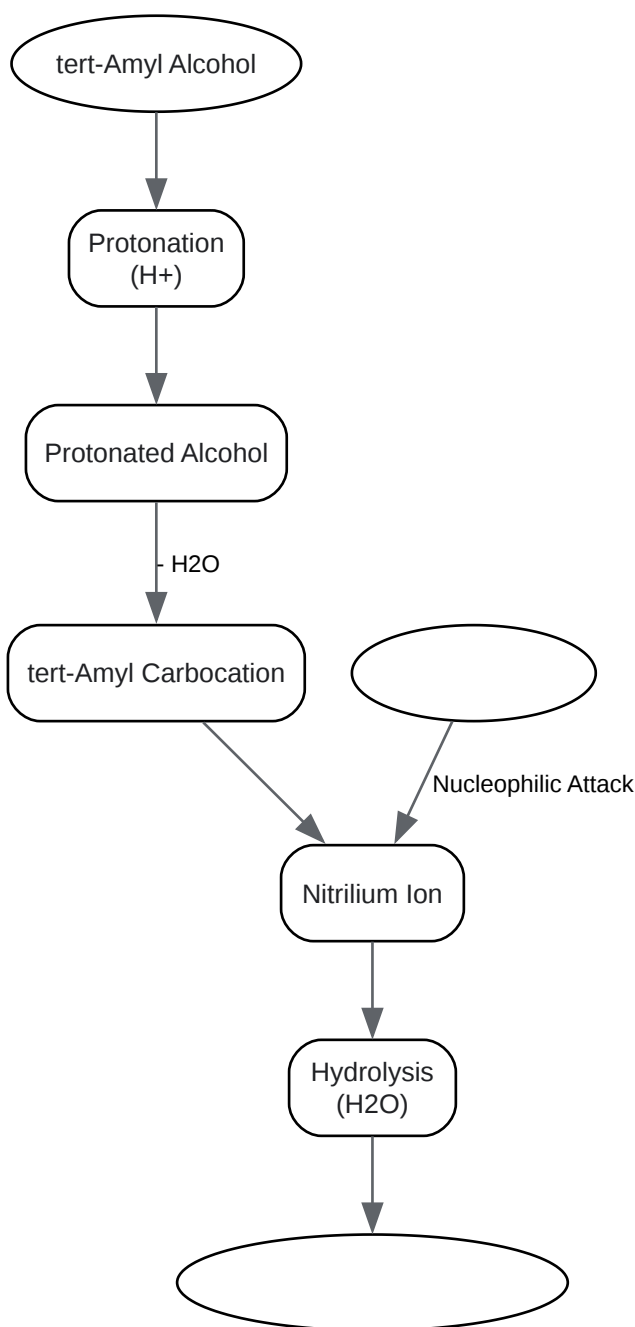 tert-Amyl Alcohol
Protonation
(H+)
Protonated Alcohol
- H2O
tert-Amyl Carbocation
Nucleophilic Attack
Nitrilium Ion
Hydrolysis
(H2O)